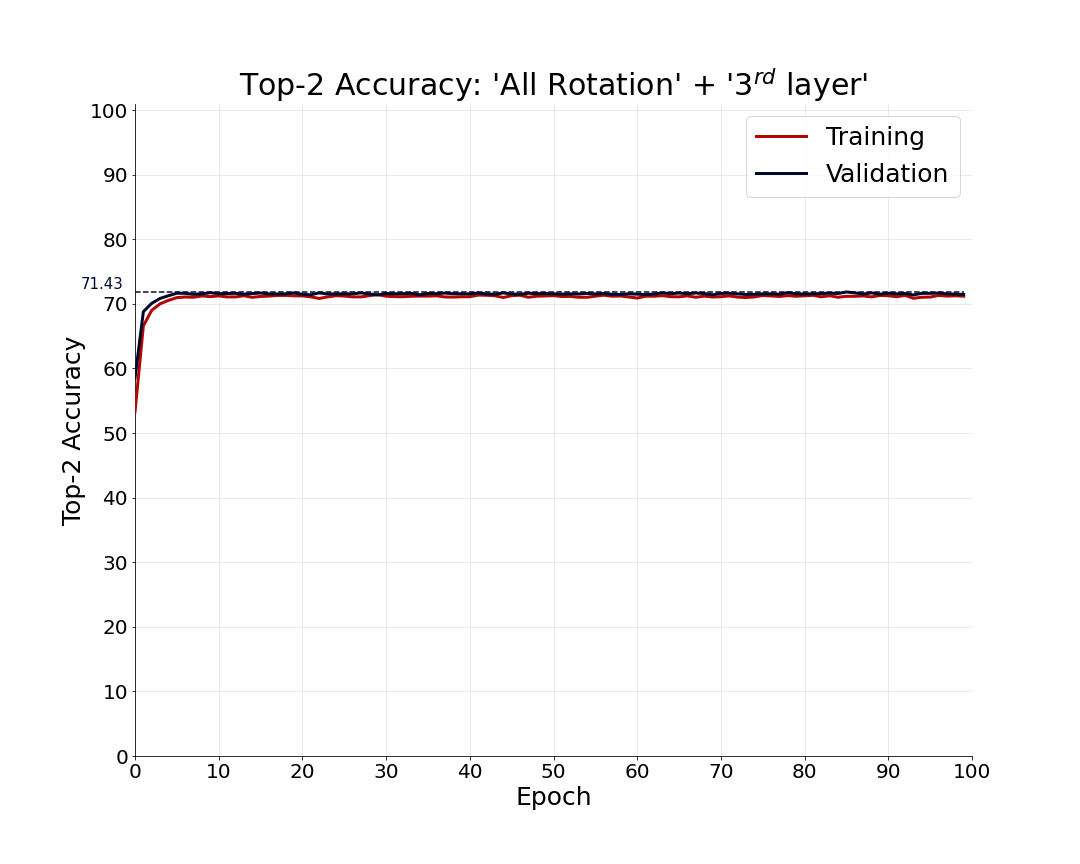 Top-2 Accuracy: 'All Rotation' + '3rd layer'
Training
Validation
100
90
80
71.43
70
60
50
40
30
20
10
0
Top-2 Accuracy
0 10 20 30 40 50 60 70 80 90 100
Epoch